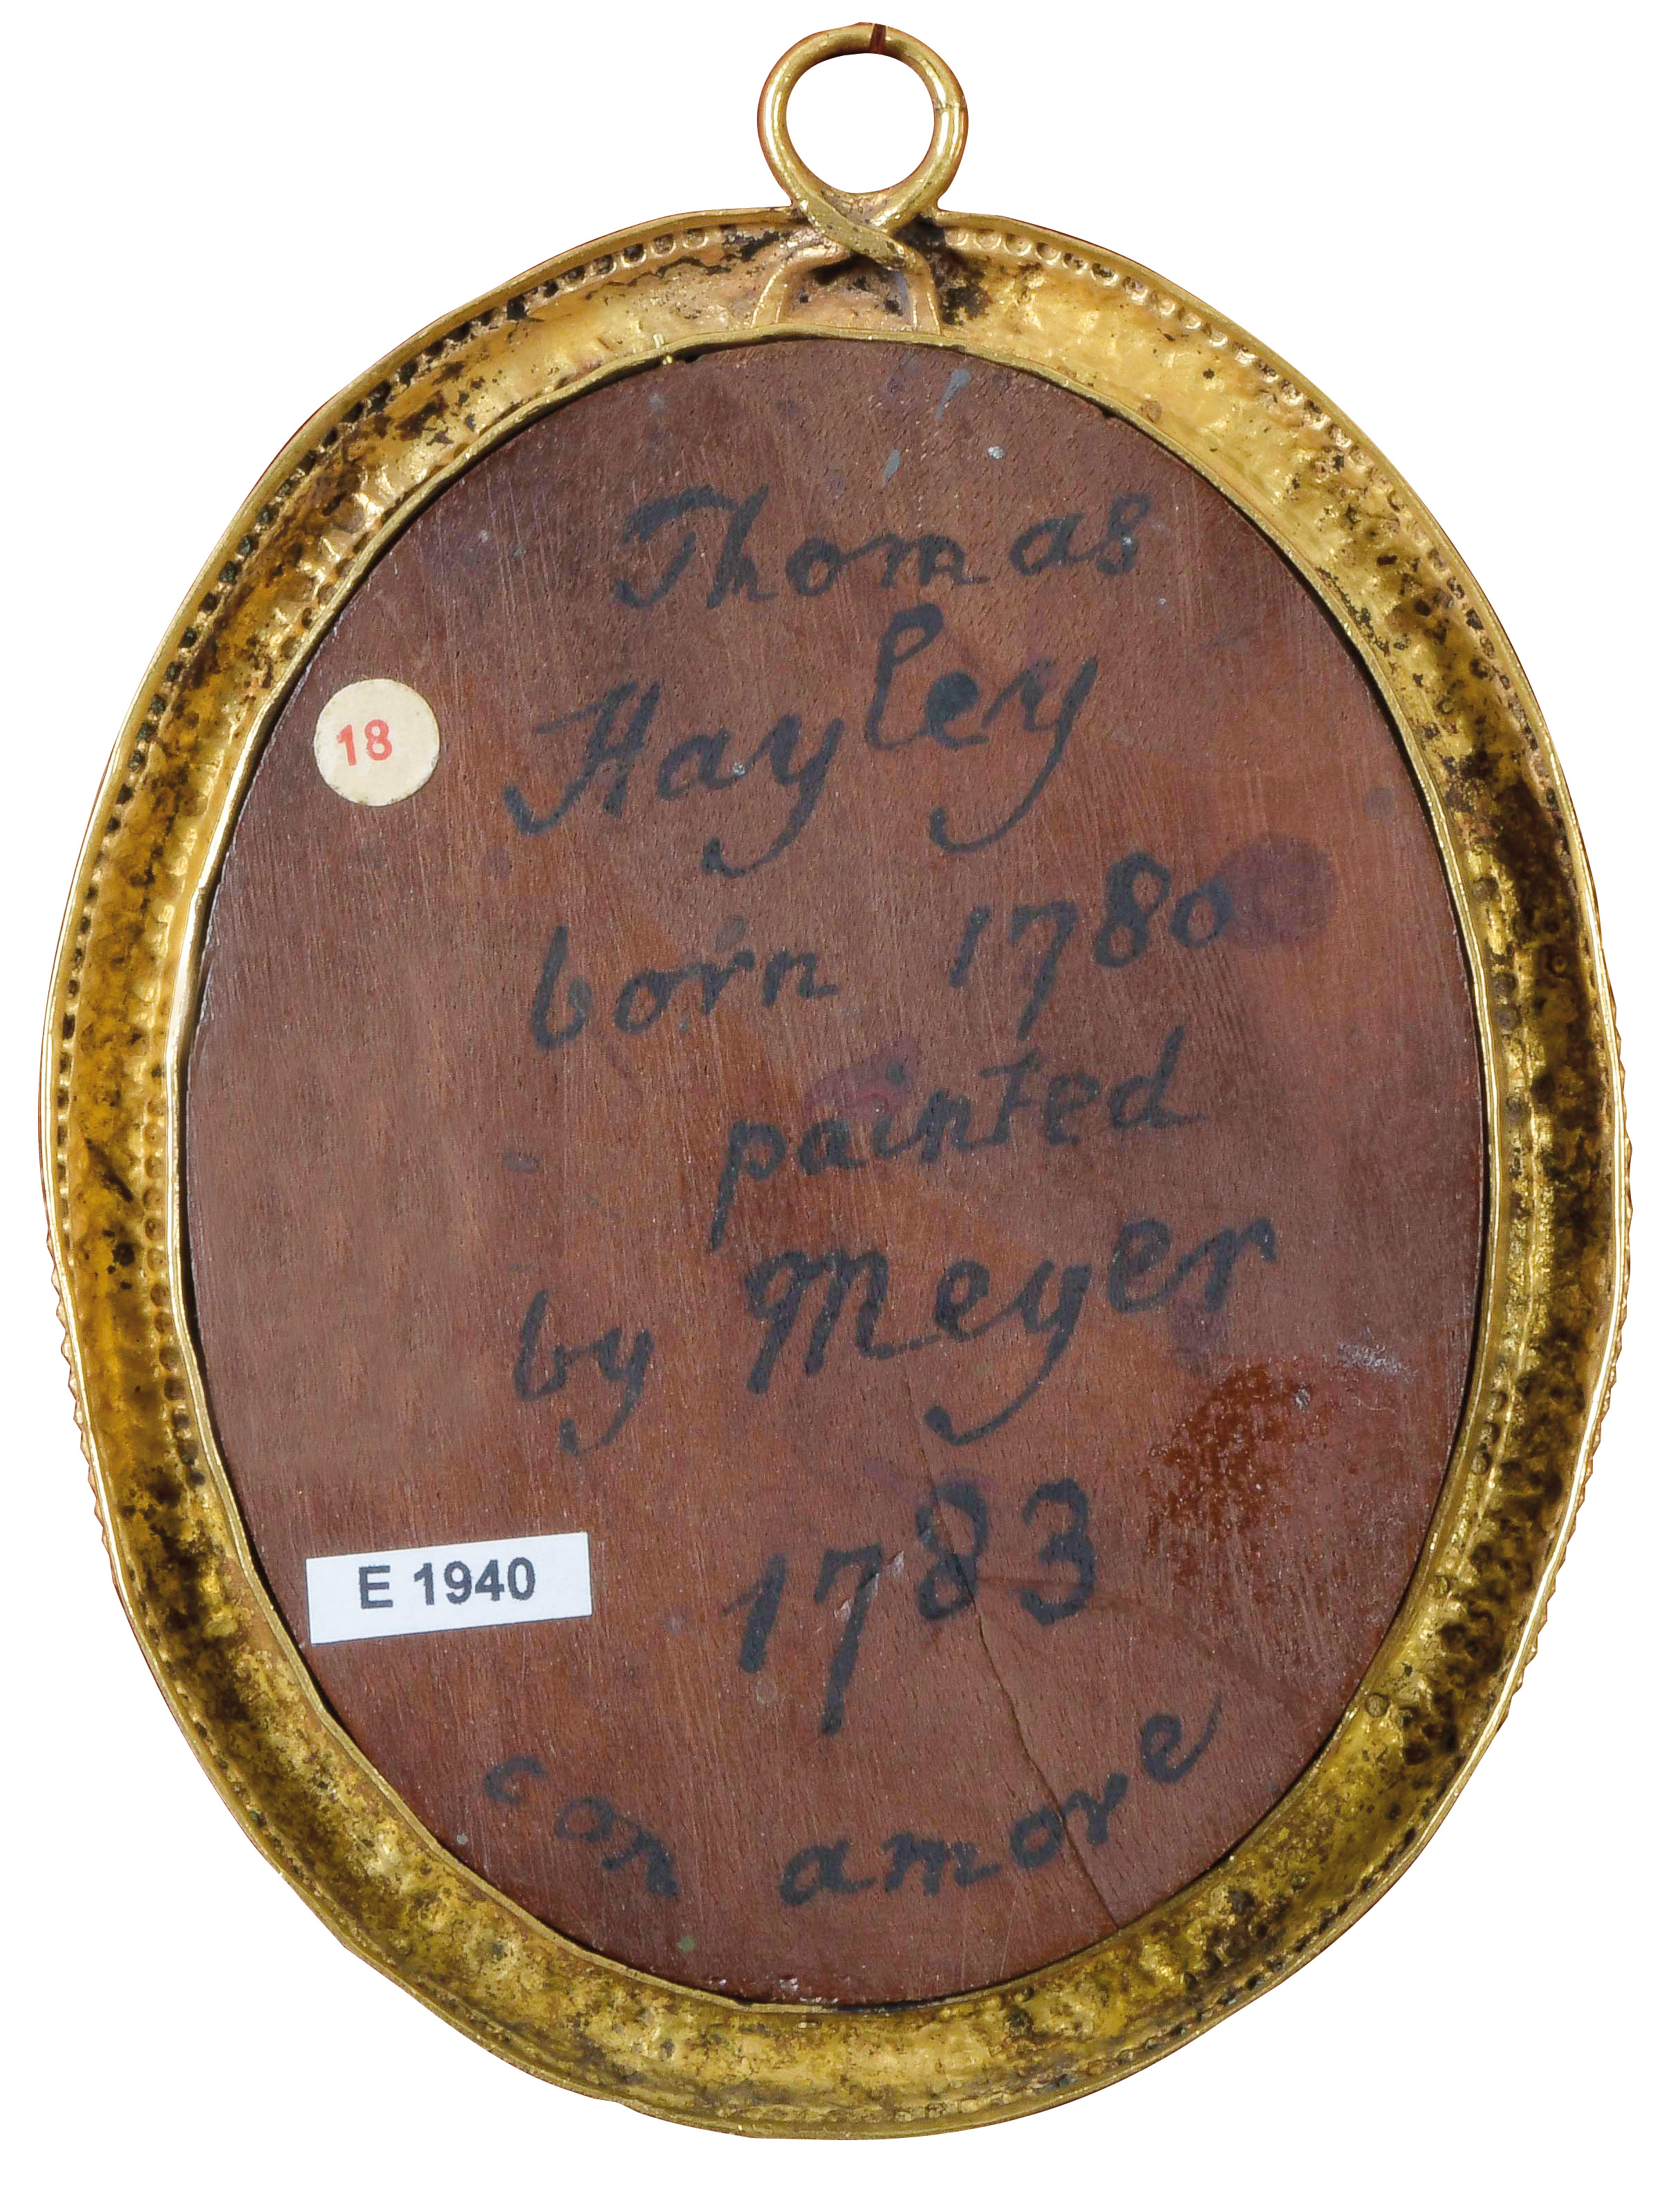 Thomas
Hayley
18
born 1780
painted
by Meyer
1783
E 1940
con amore